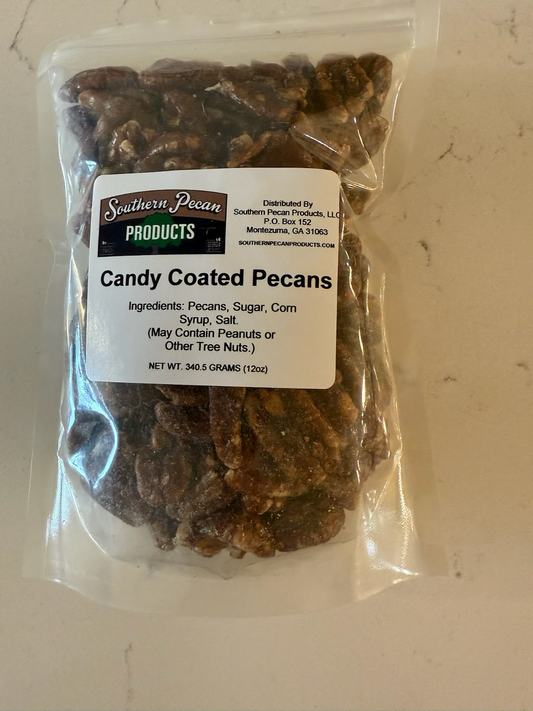 Southern Pecan
PRODUCTS
Distributed By
Southern Pecan Products, LLC
P.O. Box 152
Montezuma, GA 31063
SOUTHERNPECANPRODUCTS.COM
Candy Coated Pecans
Ingredients: Pecans, Sugar, Corn
Syrup, Salt.
(May Contain Peanuts or
Other Tree Nuts.)
NET WT. 340.5 GRAMS (12oz)